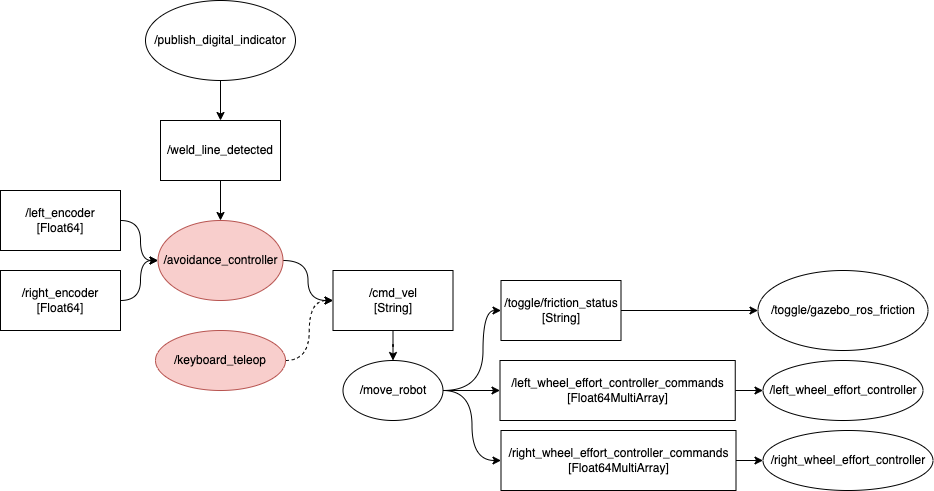 /publish_digital_indicator
/weld_line_detected
/left_encoder
[Float64]
/avoidance_controller
/right_encoder
[Float64]
/cmd_vel
[String]
/toggle/friction_status
[String]
/toggle/gazebo_ros_friction
/keyboard_teleop
/move_robot
/left_wheel_effort_controller_commands
[Float64MultiArray]
/left_wheel_effort_controller
/right_wheel_effort_controller_commands
[Float64MultiArray]
/right_wheel_effort_controller